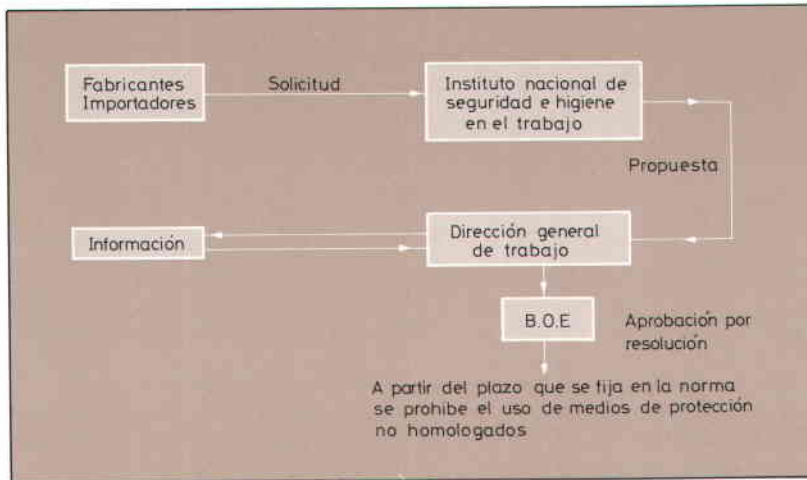 Fabricantes
Importadores
Solicitud
Instituto nacional de
seguridad e higiene
en el trabajo
Propuesta
Información
Dirección general
de trabajo
B.O.E
Aprobación por
resolución
A partir del plazo que se fija en la norma
se prohibe el uso de medios de protección
no homologados